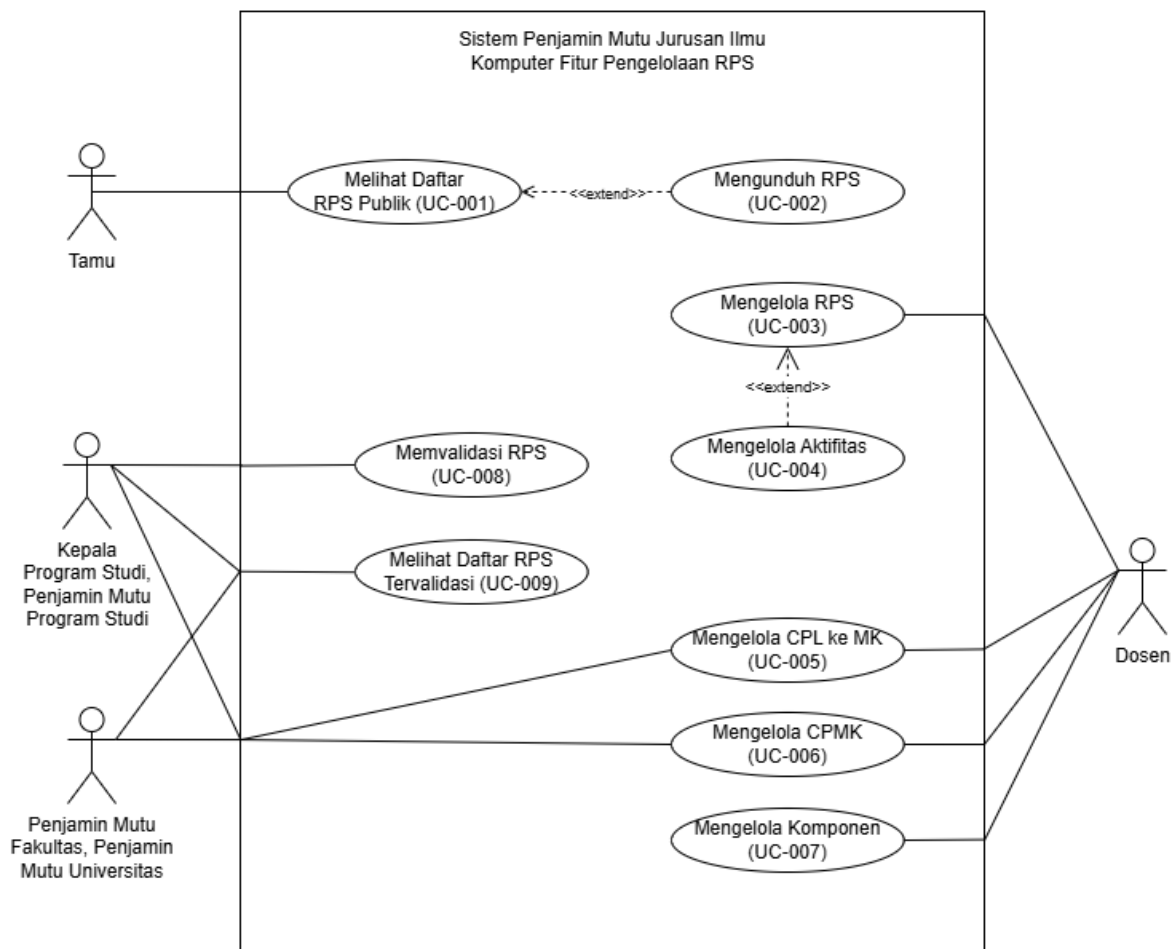 Sistem Penjamin Mutu Jurusan Ilmu
Komputer Fitur Pengelolaan RPS
Tamu
Melihat Daftar
RPS Publik (UC-001)
<<extend>>
Mengunduh RPS
(UC-002)
Mengelola RPS
(UC-003)
<<extend>>
Mengelola Aktifitas
(UC-004)
Kepala
Program Studi,
Penjamin Mutu
Program Studi
Memvalidasi RPS
(UC-008)
Melihat Daftar RPS
Tervalidasi (UC-009)
Mengelola CPL ke MK
(UC-005)
Dosen
Penjamin Mutu
Fakultas, Penjamin
Mutu Universitas
Mengelola CPMK
(UC-006)
Mengelola Komponen
(UC-007)